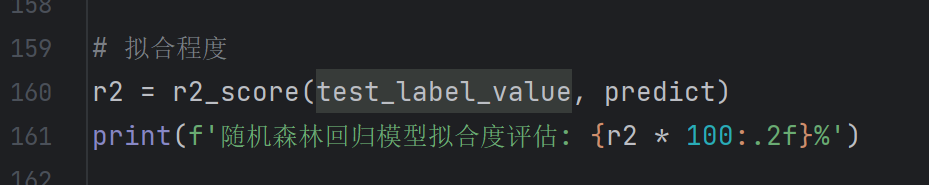 158
159 # 拟合程度
160 r2 = r2_score(test_label_value, predict)
161 print(f'随机森林回归模型拟合度评估: {r2 * 100:.2f}%')
162